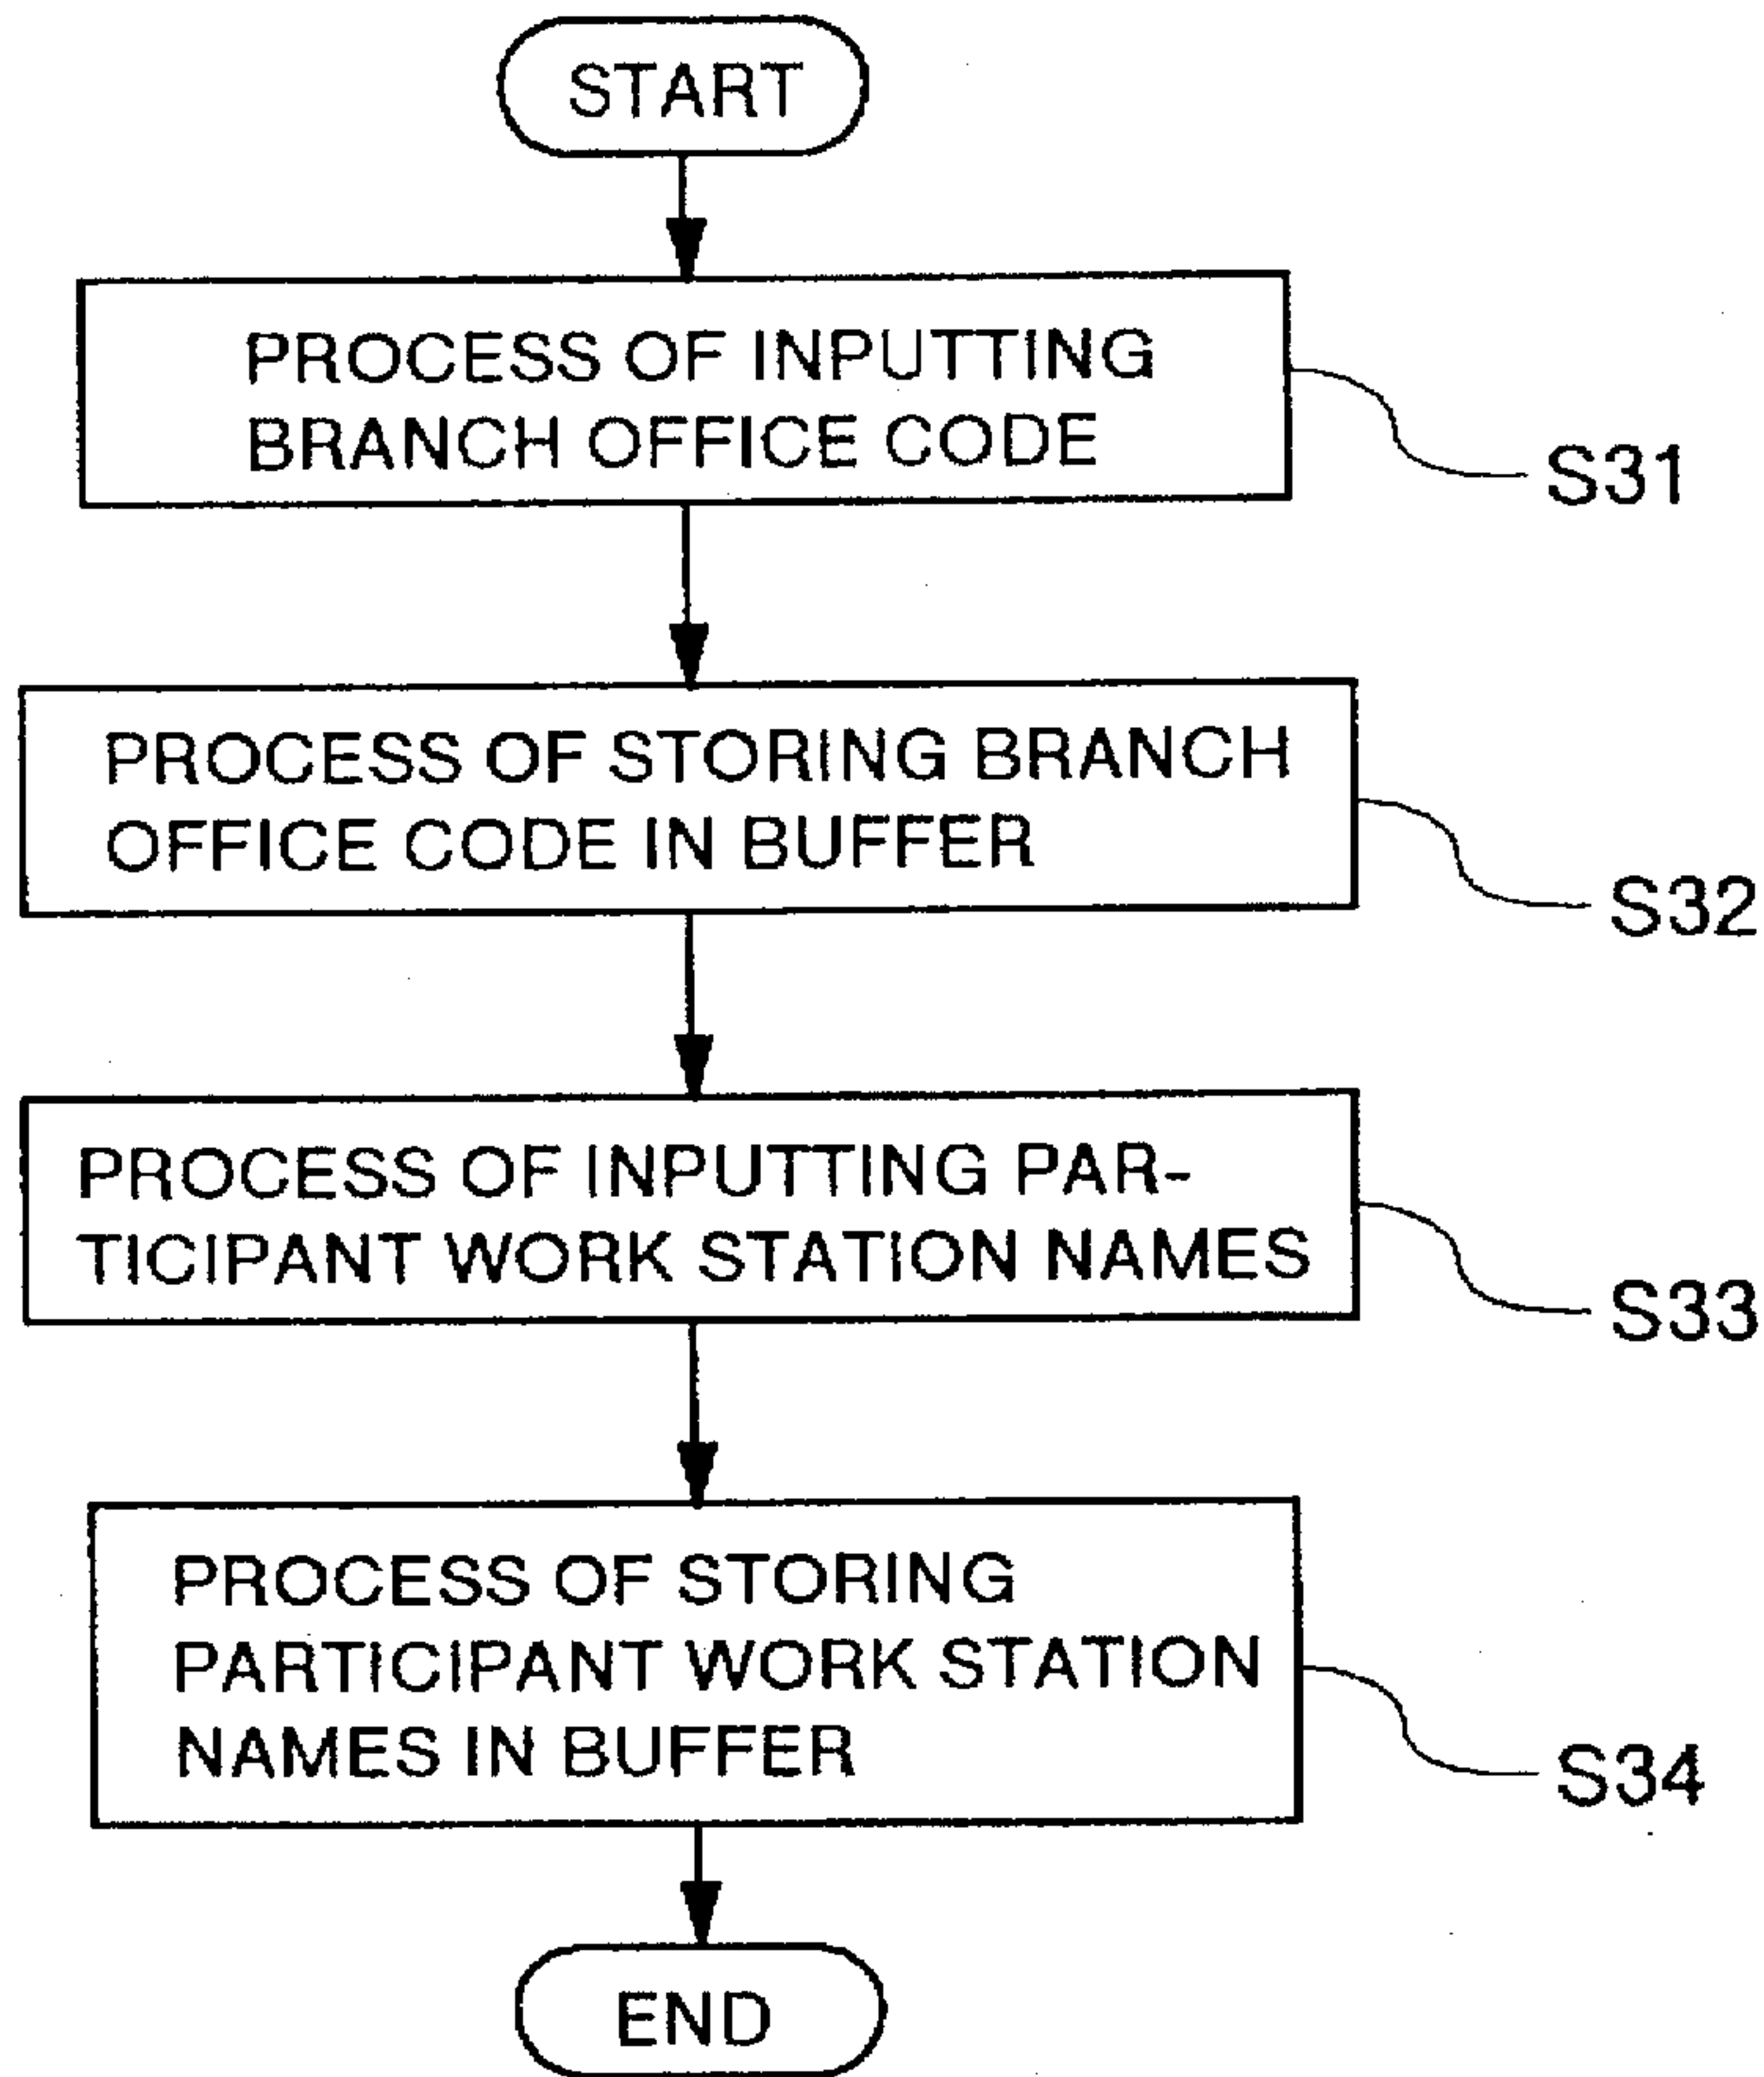 START
PROCESS OF INPUTTING
BRANCH OFFICE CODE
S31
PROCESS OF STORING BRANCH
OFFICE CODE IN BUFFER
S32
PROCESS OF INPUTTING PAR-
TICIPANT WORK STATION NAMES
S33
PROCESS OF STORING
PARTICIPANT WORK STATION
NAMES IN BUFFER
S34
END